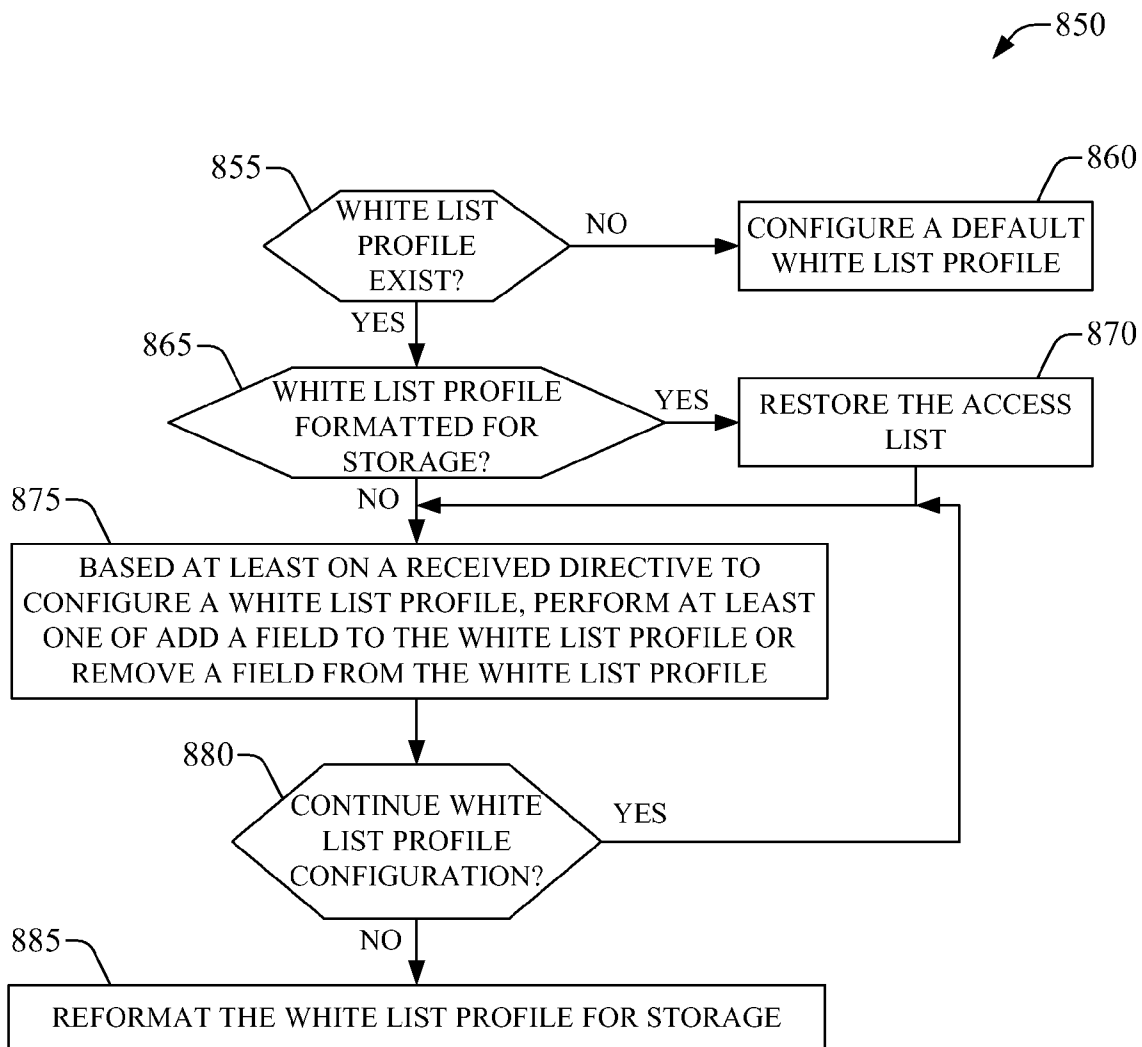 850
855
WHITE LIST
PROFILE
EXIST?
NO
860
CONFIGURE A DEFAULT
WHITE LIST PROFILE
YES
865
WHITE LIST PROFILE
FORMATTED FOR
STORAGE?
YES
870
RESTORE THE ACCESS
LIST
NO
875
BASED AT LEAST ON A RECEIVED DIRECTIVE TO
CONFIGURE A WHITE LIST PROFILE, PERFORM AT LEAST
ONE OF ADD A FIELD TO THE WHITE LIST PROFILE OR
REMOVE A FIELD FROM THE WHITE LIST PROFILE
880
CONTINUE WHITE
LIST PROFILE
CONFIGURATION?
YES
NO
885
REFORMAT THE WHITE LIST PROFILE FOR STORAGE